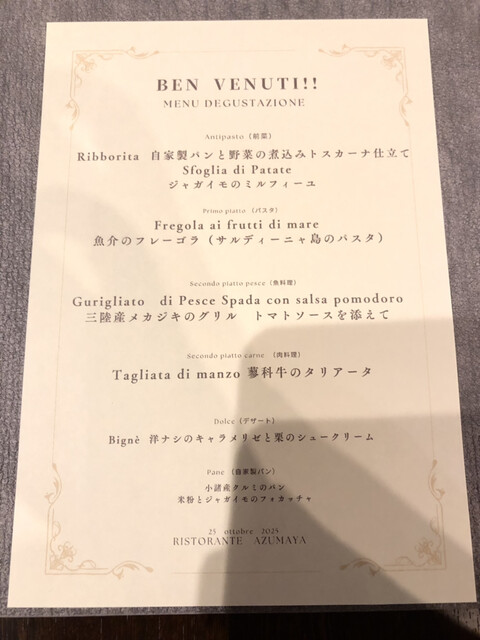 BEN VENUTI!!
MENU DEGUSTAZIONE
Antipasto (前菜)
Ribborita 自家製パンと野菜の煮込みトスカーナ仕立て
Sfoglia di Patate
ジャガイモのミルフィーユ
Primo piatto (パスタ)
Fregola ai frutti di mare
魚介のフレーゴラ (サルディーニャ島のパスタ)
Secondo piatto pesce (魚料理)
Gurigliato di Pesce Spada con salsa pomodoro
三陸産メカジキのグリル トマトソースを添えて
Secondo piatto carne (肉料理)
Tagliata di manzo 蓼科牛のタリアータ
Dolce (デザート)
Bignè 洋ナシのキャラメリゼと栗のシュークリーム
Pane (自家製パン)
小諸産クルミのパン
米粉とジャガイモのフォカッチャ
25 ottobre 2025
RISTORANTE AZUMAYA